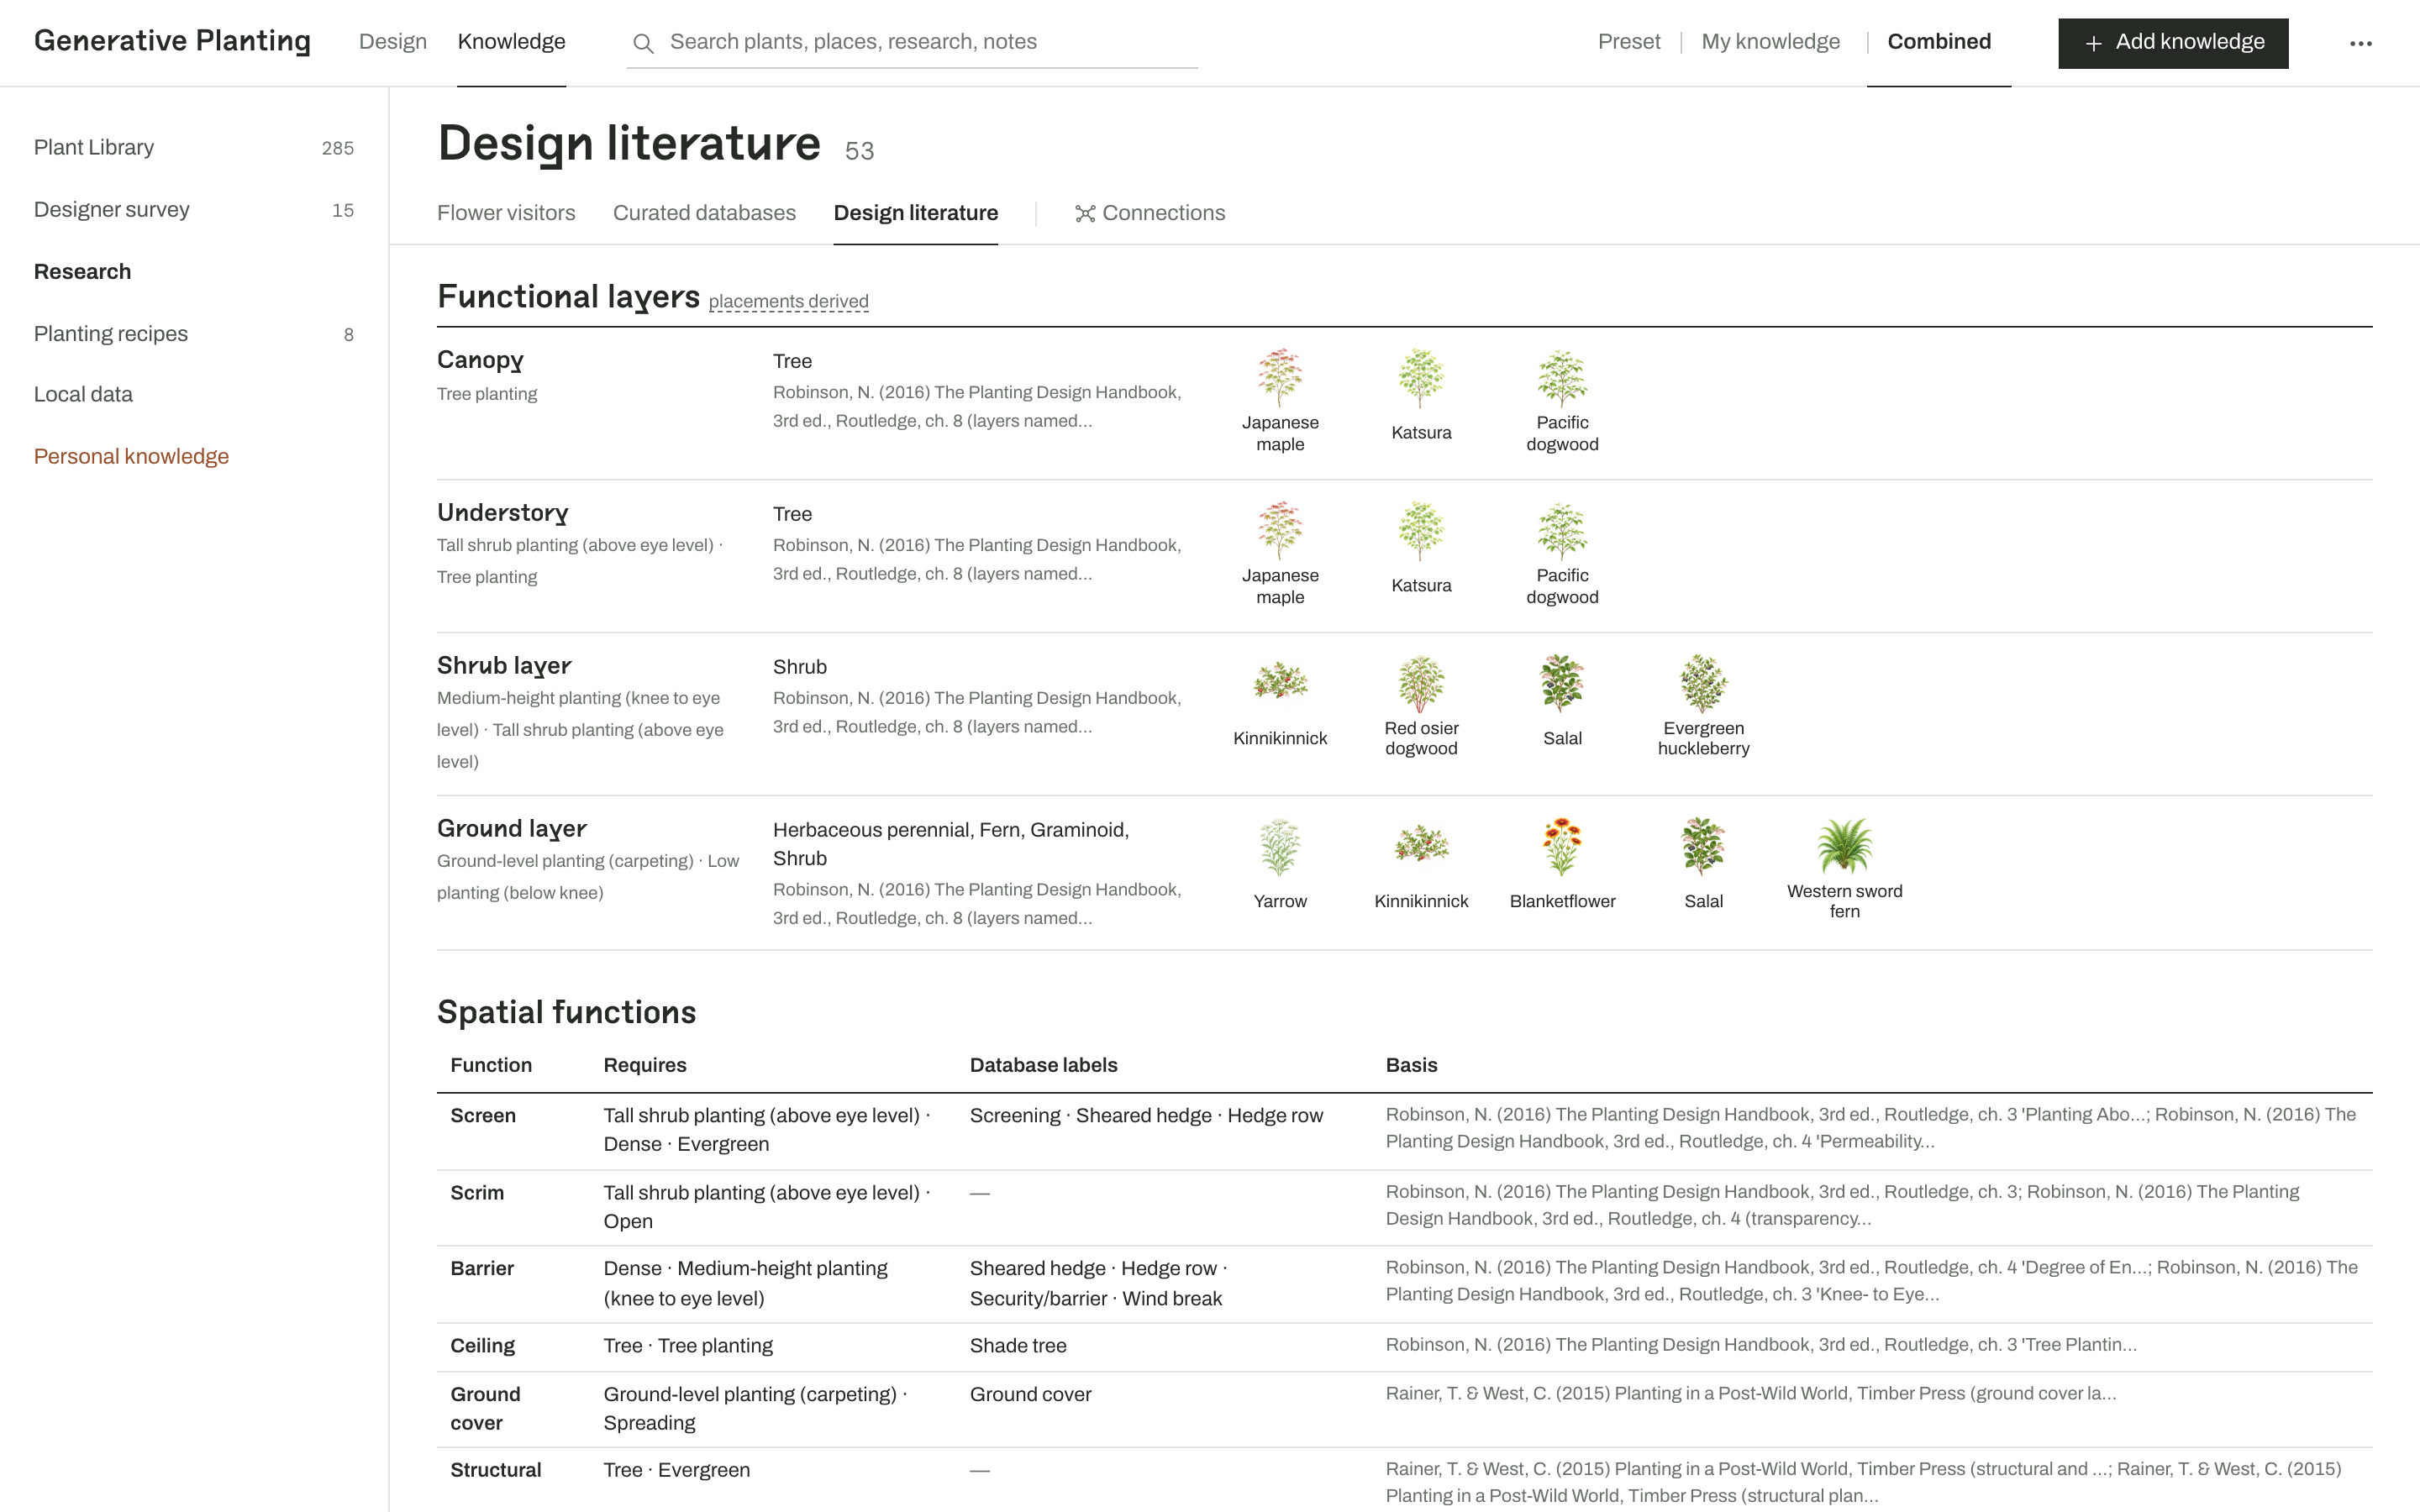 Generative Planting
Design
Knowledge
Search plants, places, research, notes
Preset
My knowledge
Combined
+ Add knowledge
Plant Library 285
Designer survey 15
Research
Planting recipes 8
Local data
Personal knowledge
Design literature 53
Flower visitors
Curated databases
Design literature
Connections
Functional layers placements derived
Canopy
Tree planting
Tree
Robinson, N. (2016) The Planting Design Handbook,
3rd ed., Routledge, ch. 8 (layers named...
Japanese
maple
Katsura
Pacific
dogwood
Understory
Tall shrub planting (above eye level) ·
Tree planting
Tree
Robinson, N. (2016) The Planting Design Handbook,
3rd ed., Routledge, ch. 8 (layers named...
Japanese
maple
Katsura
Pacific
dogwood
Shrub layer
Medium-height planting (knee to eye
level) · Tall shrub planting (above eye
level)
Shrub
Robinson, N. (2016) The Planting Design Handbook,
3rd ed., Routledge, ch. 8 (layers named...
Kinnikinnick
Red osier
dogwood
Salal
Evergreen
huckleberry
Ground layer
Ground-level planting (carpeting) · Low
planting (below knee)
Herbaceous perennial, Fern, Graminoid,
Shrub
Robinson, N. (2016) The Planting Design Handbook,
3rd ed., Routledge, ch. 8 (layers named...
Yarrow
Kinnikinnick
Blanketflower
Salal
Western sword
fern
Spatial functions
Function
Requires
Database labels
Basis
Screen
Tall shrub planting (above eye level) ·
Dense · Evergreen
Screening · Sheared hedge · Hedge row
Robinson, N. (2016) The Planting Design Handbook, 3rd ed., Routledge, ch. 3 'Planting Abo...; Robinson, N. (2016) The
Planting Design Handbook, 3rd ed., Routledge, ch. 4 'Permeability...
Scrim
Tall shrub planting (above eye level) ·
Open
—
Robinson, N. (2016) The Planting Design Handbook, 3rd ed., Routledge, ch. 3; Robinson, N. (2016) The Planting
Design Handbook, 3rd ed., Routledge, ch. 4 (transparency...
Barrier
Dense · Medium-height planting
(knee to eye level)
Sheared hedge · Hedge row ·
Security/barrier · Wind break
Robinson, N. (2016) The Planting Design Handbook, 3rd ed., Routledge, ch. 4 'Degree of En...; Robinson, N. (2016) The
Planting Design Handbook, 3rd ed., Routledge, ch. 3 'Knee- to Eye...
Ceiling
Tree · Tree planting
Shade tree
Robinson, N. (2016) The Planting Design Handbook, 3rd ed., Routledge, ch. 3 'Tree Plantin...
Ground
cover
Ground-level planting (carpeting) ·
Spreading
Ground cover
Rainer, T. & West, C. (2015) Planting in a Post-Wild World, Timber Press (ground cover la...
Structural
Tree · Evergreen
—
Rainer, T. & West, C. (2015) Planting in a Post-Wild World, Timber Press (structural and ...; Rainer, T. & West, C. (2015)
Planting in a Post-Wild World, Timber Press (structural plan...